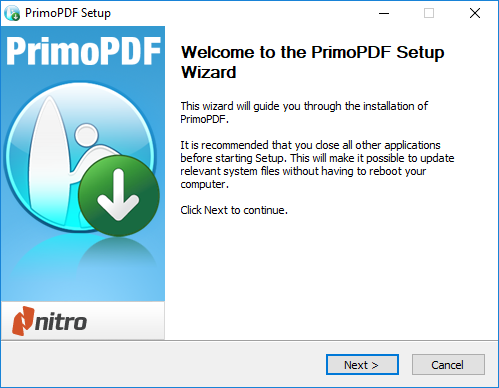 PrimoPDF Setup
PrimoPDF
Welcome to the PrimoPDF Setup
Wizard
This wizard will guide you through the installation of
PrimoPDF.
It is recommended that you close all other applications
before starting Setup. This will make it possible to update
relevant system files without having to reboot your
computer.
Click Next to continue.
nitro
Next >
Cancel